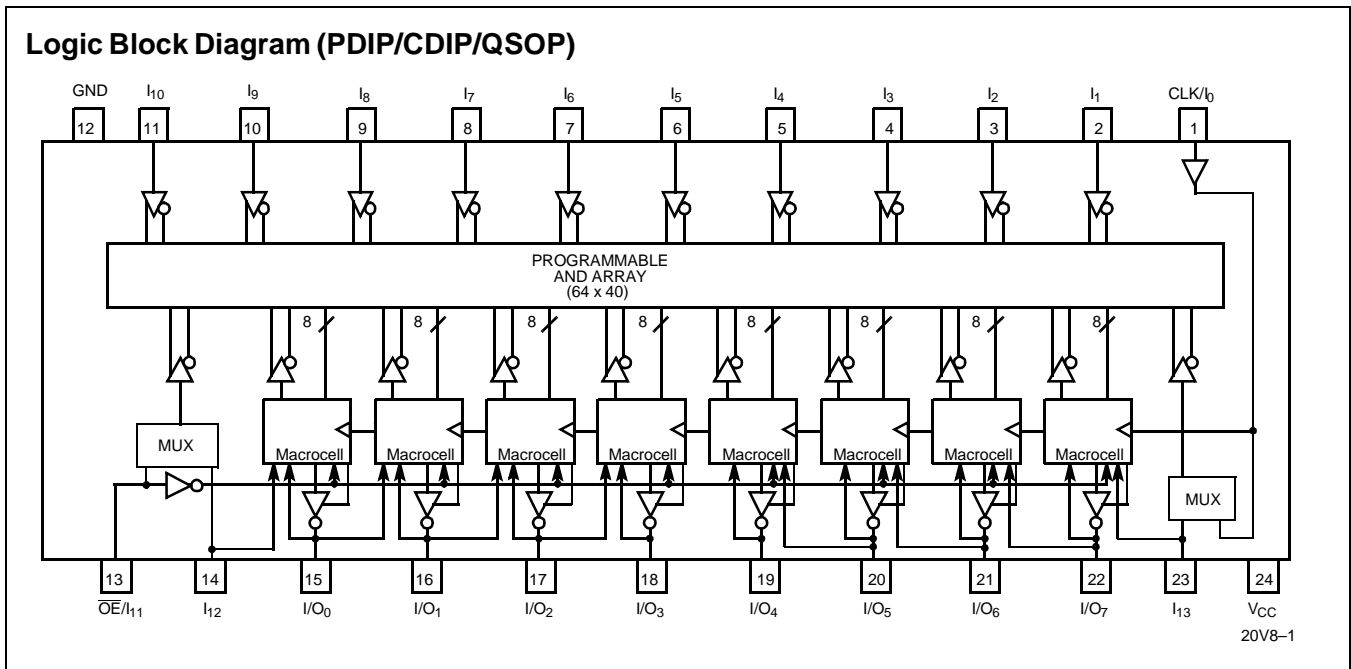 Logic Block Diagram (PDIP/CDIP/QSOP)
GND I10 I9 I8 I7 I6 I5 I4 I3 I2 I1 CLK/I0
12 11 10 9 8 7 6 5 4 3 2 1
PROGRAMMABLE
AND ARRAY
(64 x 40)
8 8 8 8 8 8 8 8
MUX
Macrocell Macrocell Macrocell Macrocell Macrocell Macrocell Macrocell Macrocell
MUX
13 14 15 16 17 18 19 20 21 22 23 24
OE/I11 I12 I/O0 I/O1 I/O2 I/O3 I/O4 I/O5 I/O6 I/O7 I13 VCC
20V8–1